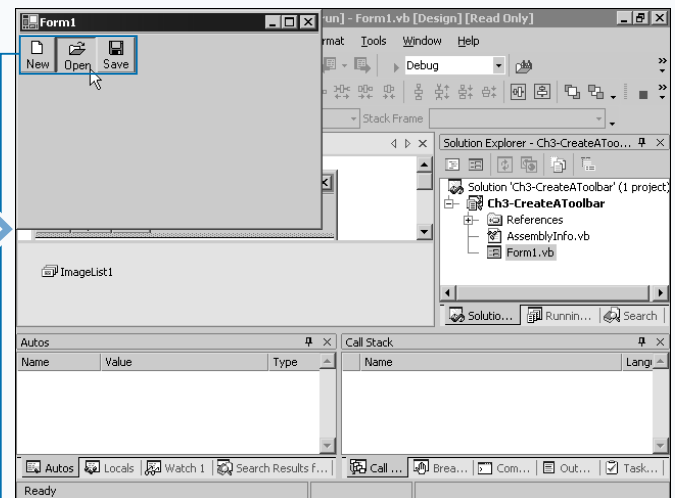 Form1
run] - Form1.vb [Design] [Read Only]
rmat Tools Window Help
New Open Save
Debug
Stack Frame
Solution Explorer - Ch3-CreateAToo...
Solution 'Ch3-CreateAToolbar' (1 project)
Ch3-CreateAToolbar
References
AssemblyInfo.vb
Form1.vb
ImageList1
Solutio... Runnin... Search
Autos
Name Value Type
Call Stack
Name Langu
Autos Locals Watch 1 Search Results f...
Call ... Brea... Com... Out... Task...
Ready